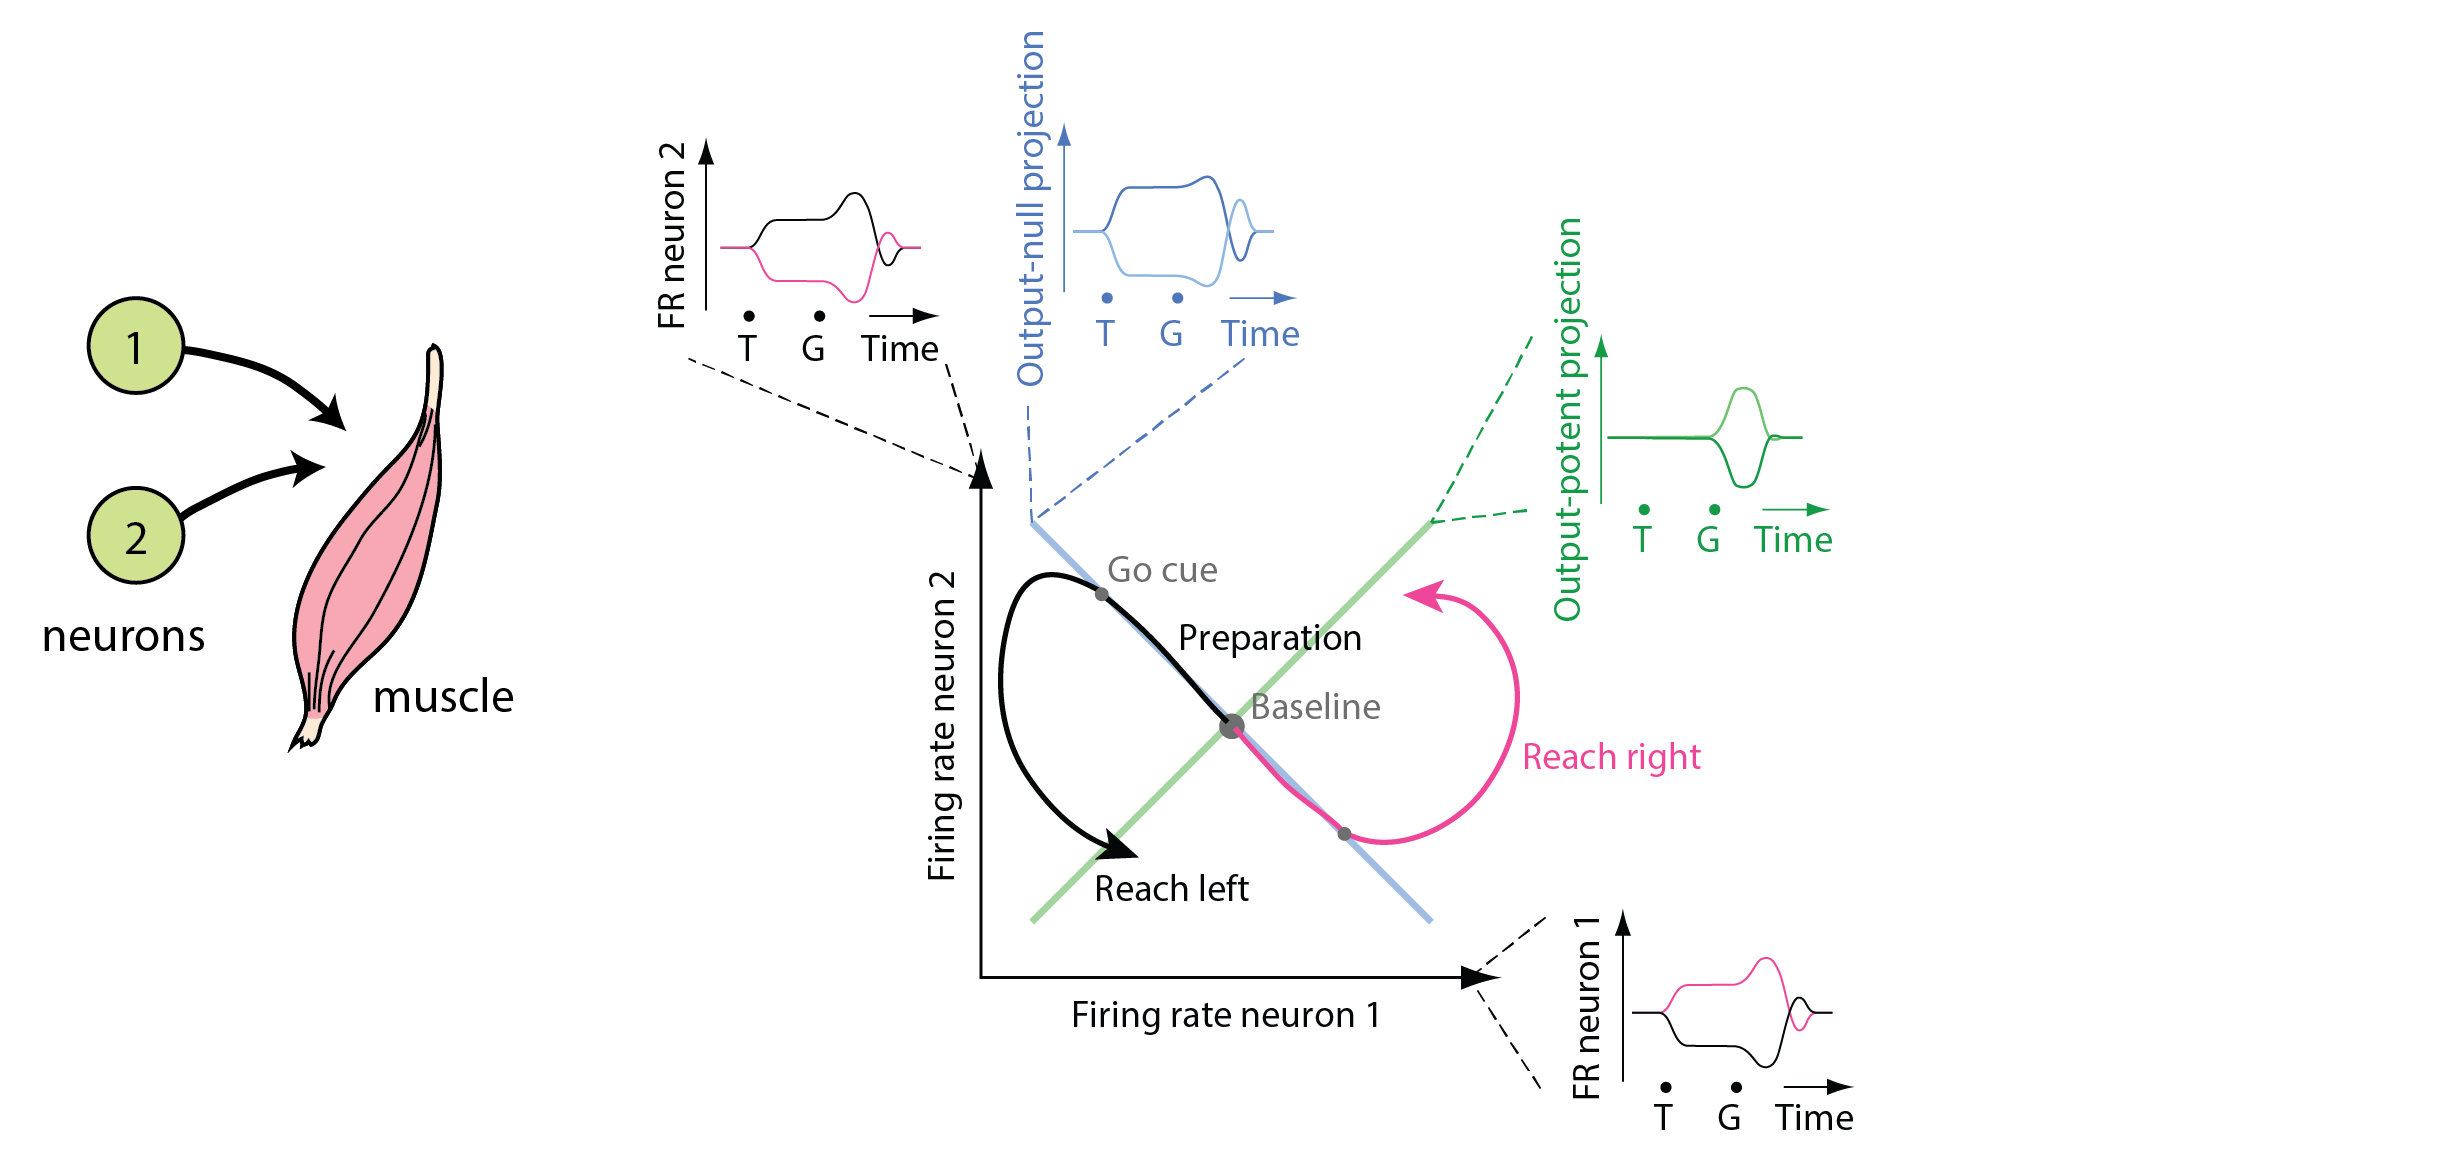 1
2
neurons
muscle
FR neuron 2
T G Time
Output-null projection
T G Time
Output-potent projection
T G Time
Firing rate neuron 2
Go cue
Preparation
Baseline
Reach right
Reach left
Firing rate neuron 1
FR neuron 1
T G Time